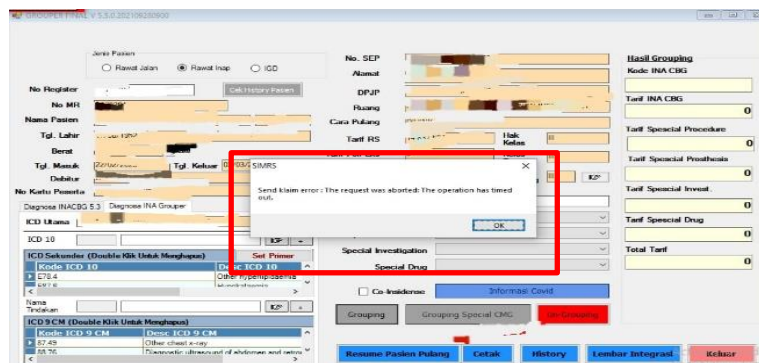 GROUPER FINAL V 5.5.0.202106280900
Jenis Pasien
Rawat Jalan Rawat Inap IGD
No Register
Cek History Pasien
No MR
Nama Pasien
Tgl. Lahir
Berat
Tgl. Masuk Tgl. Keluar
Debitur
No Kartu Peserta
No. SEP
Alamat
DPJP
Ruang
Cara Pulang
Tarif RS
Hak Kelas
Hasil Grouping
Kode INA CBG
Tarif INA CBG
0
Tarif Spescial Procedure
0
Tarif Spescial Prosthesis
0
Tarif Spescial Invest.
0
Tarif Spescial Drug
0
Total Tarif
0
SIMRS
Send klaim error : The request was aborted: The operation has timed
out.
OK
Diagnosa INACBG 5.3 Diagnosa INA Grouper
ICD Utama
ICD 10
ICD Sekunder (Double Klik Untuk Menghapus) Set Primer
Kode ICD 10 Desc ICD 10
E78.4 Other hyperlipidaemia
Nama
Tindakan
ICD 9 CM (Double Klik Untuk Menghapus)
Kode ICD 9 CM Desc ICD 9 CM
87.49 Other chest x-ray
88.76 Diagnostic ultrasound of abdomen and retro
Special Investigation
Special Drug
Co-Insidense
Informasi Covid
Grouping Grouping Special CMG Un-Grouping
Resume Pasien Pulang Cetak History Lembar Integrasi Keluar